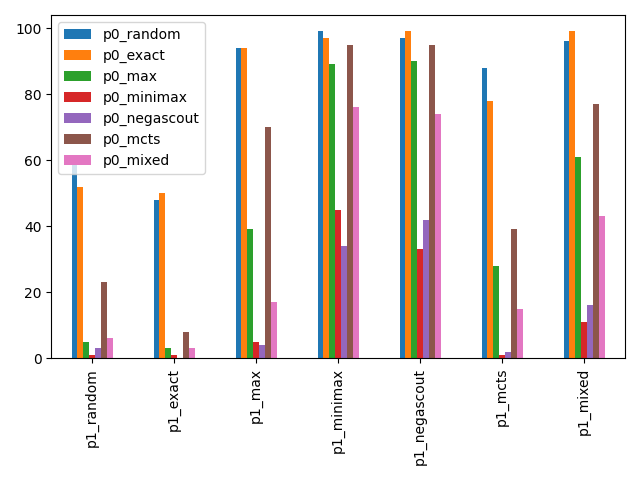 100
80
60
40
20
0
p0_random
p0_exact
p0_max
p0_minimax
p0_negascout
p0_mcts
p0_mixed
p1_random
p1_exact
p1_max
p1_minimax
p1_negascout
p1_mcts
p1_mixed